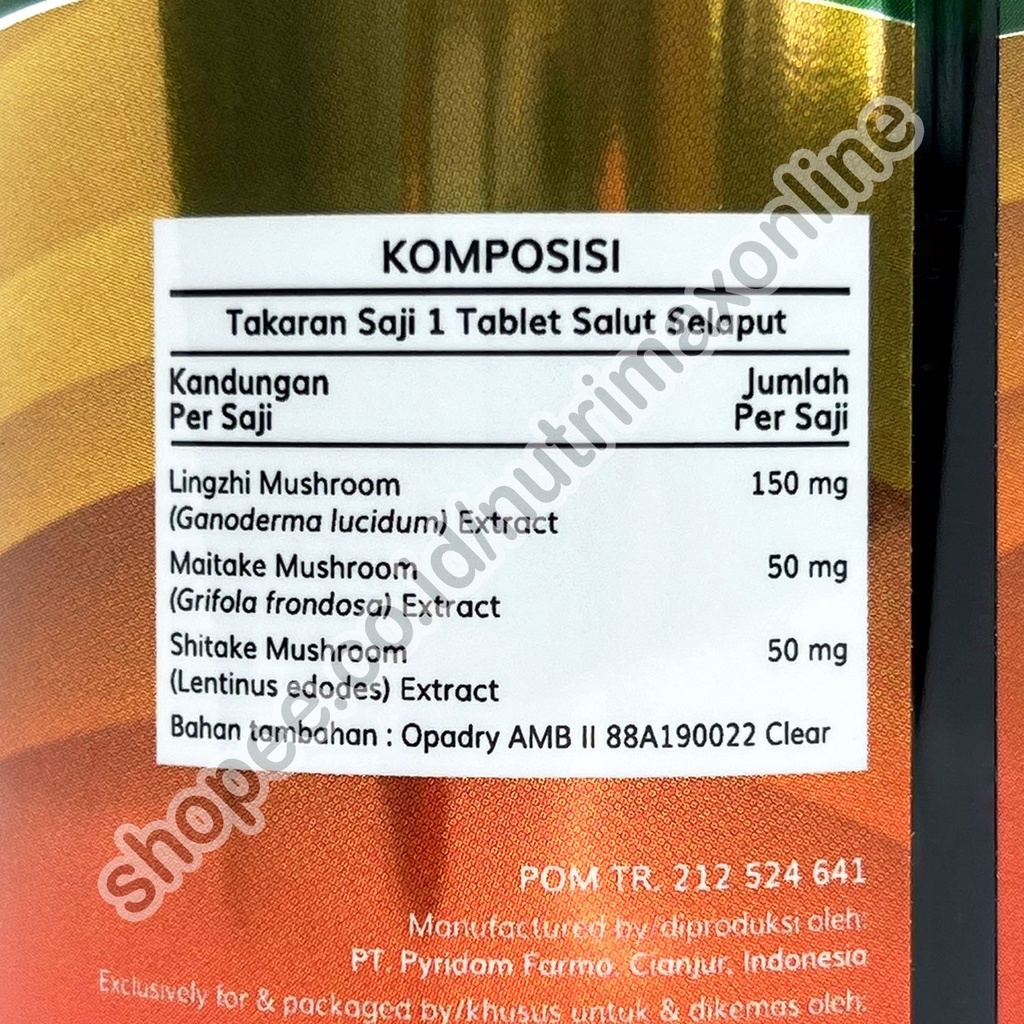 KOMPOSISI
Takaran Saji 1 Tablet Salut Selaput
Kandungan Jumlah
Per Saji Per Saji
Lingzhi Mushroom 150 mg
(Ganoderma lucidum) Extract
Maitake Mushroom 50 mg
(Grifola frondosa) Extract
Shitake Mushroom 50 mg
(Lentinus edodes) Extract
Bahan tambahan : Opadry AMB II 88A190022 Clear
POM TR. 212 524 641
Manufactured by/diproduksi oleh:
PT. Pyridam Farma, Cianjur, Indonesia
Exclusively for & packaged by/khusus untuk & dikemas oleh:
shopee.co.id/nutrimaxonline